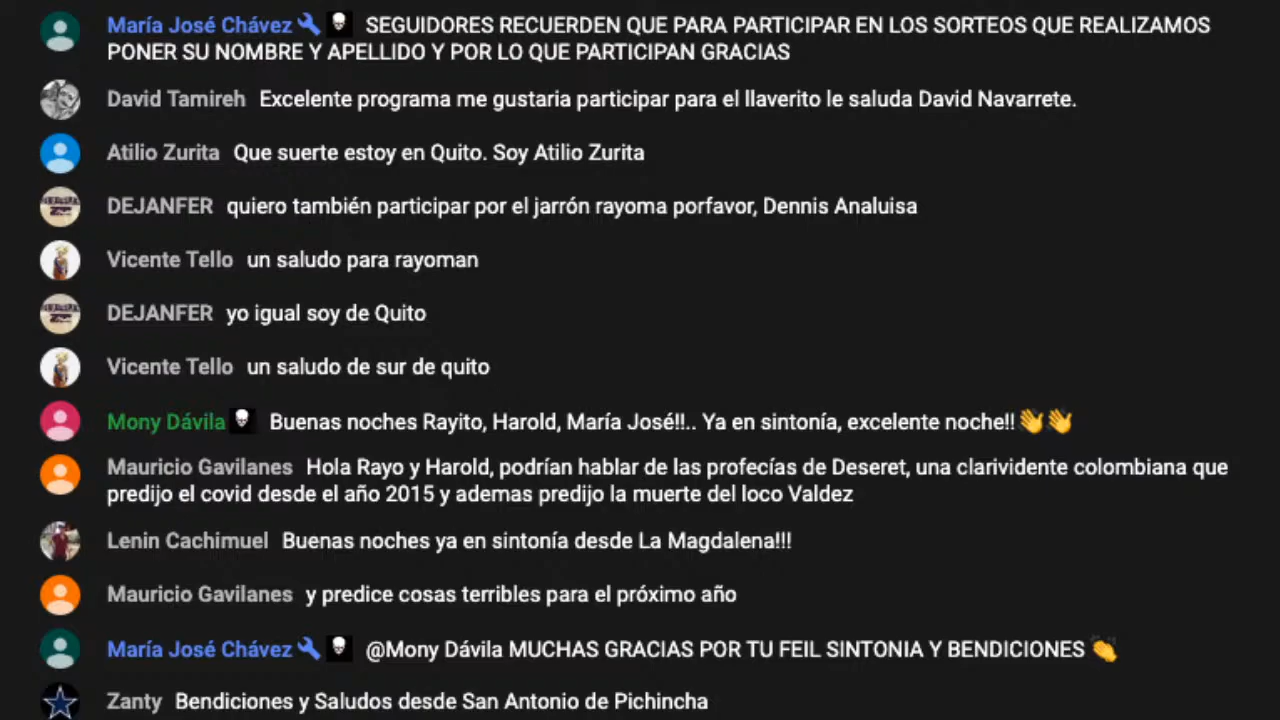 María José Chávez SEGUIDORES RECUERDEN QUE PARA PARTICIPAR EN LOS SORTEOS QUE REALIZAMOS
PONER SU NOMBRE Y APELLIDO Y POR LO QUE PARTICIPAN GRACIAS
David Tamireh Excelente programa me gustaria participar para el llaverito le saluda David Navarrete.
Atilio Zurita Que suerte estoy en Quito. Soy Atilio Zurita
DEJANFER quiero también participar por el jarrón rayoma porfavor, Dennis Analuisa
Vicente Tello un saludo para rayoman
DEJANFER yo igual soy de Quito
Vicente Tello un saludo de sur de quito
Mony Dávila Buenas noches Rayito, Harold, María José!!.. Ya en sintonía, excelente noche!!👋👋
Mauricio Gavilanes Hola Rayo y Harold, podrían hablar de las profecías de Deseret, una clarividente colombiana que
predijo el covid desde el año 2015 y ademas predijo la muerte del loco Valdez
Lenin Cachimuel Buenas noches ya en sintonía desde La Magdalena!!!
Mauricio Gavilanes y predice cosas terribles para el próximo año
María José Chávez @Mony Dávila MUCHAS GRACIAS POR TU FEIL SINTONIA Y BENDICIONES 👏
Zanty Bendiciones y Saludos desde San Antonio de Pichincha